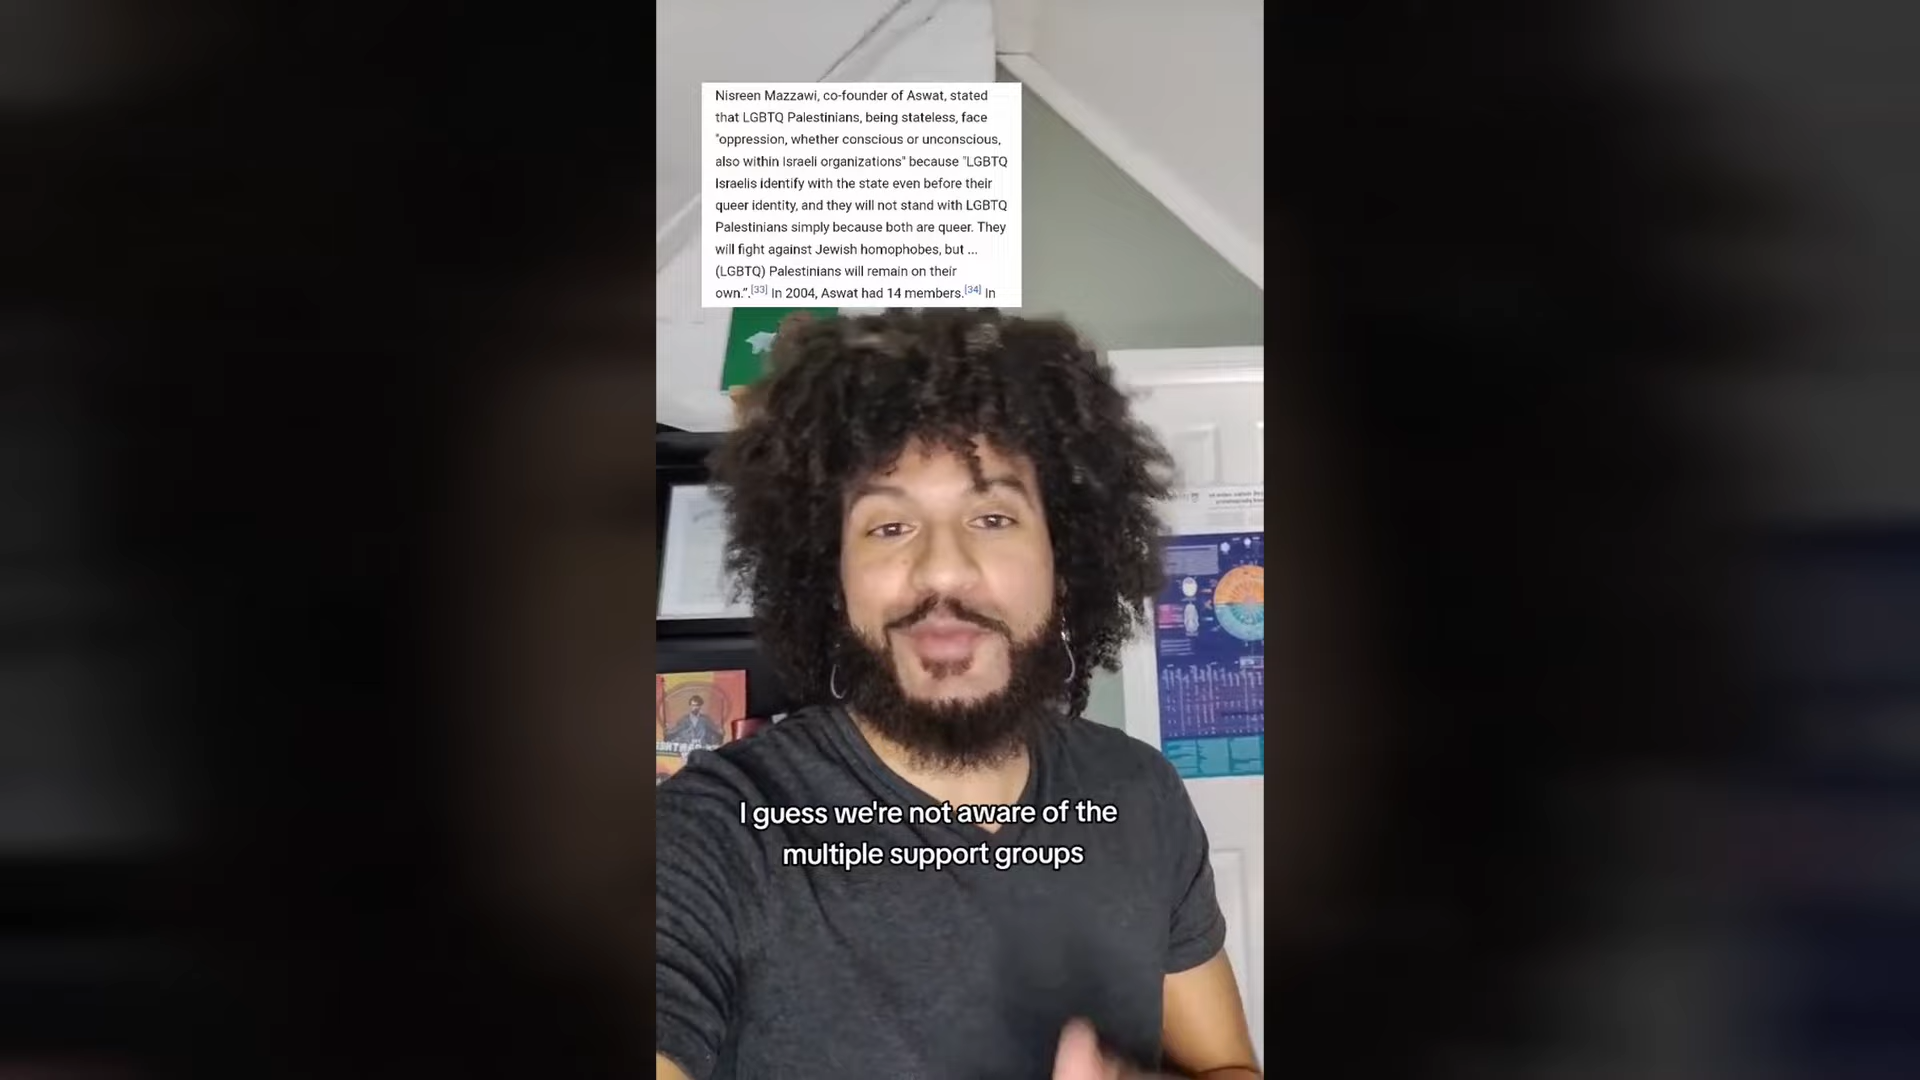 Nisreen Mazzawi, co-founder of Aswat, stated
that LGBTQ Palestinians, being stateless, face
"oppression, whether conscious or unconscious,
also within Israeli organizations" because "LGBTQ
Israelis identify with the state even before their
queer identity, and they will not stand with LGBTQ
Palestinians simply because both are queer. They
will fight against Jewish homophobes, but ...
(LGBTQ) Palestinians will remain on their
own.".[33] In 2004, Aswat had 14 members.[34] In
I guess we're not aware of the
multiple support groups